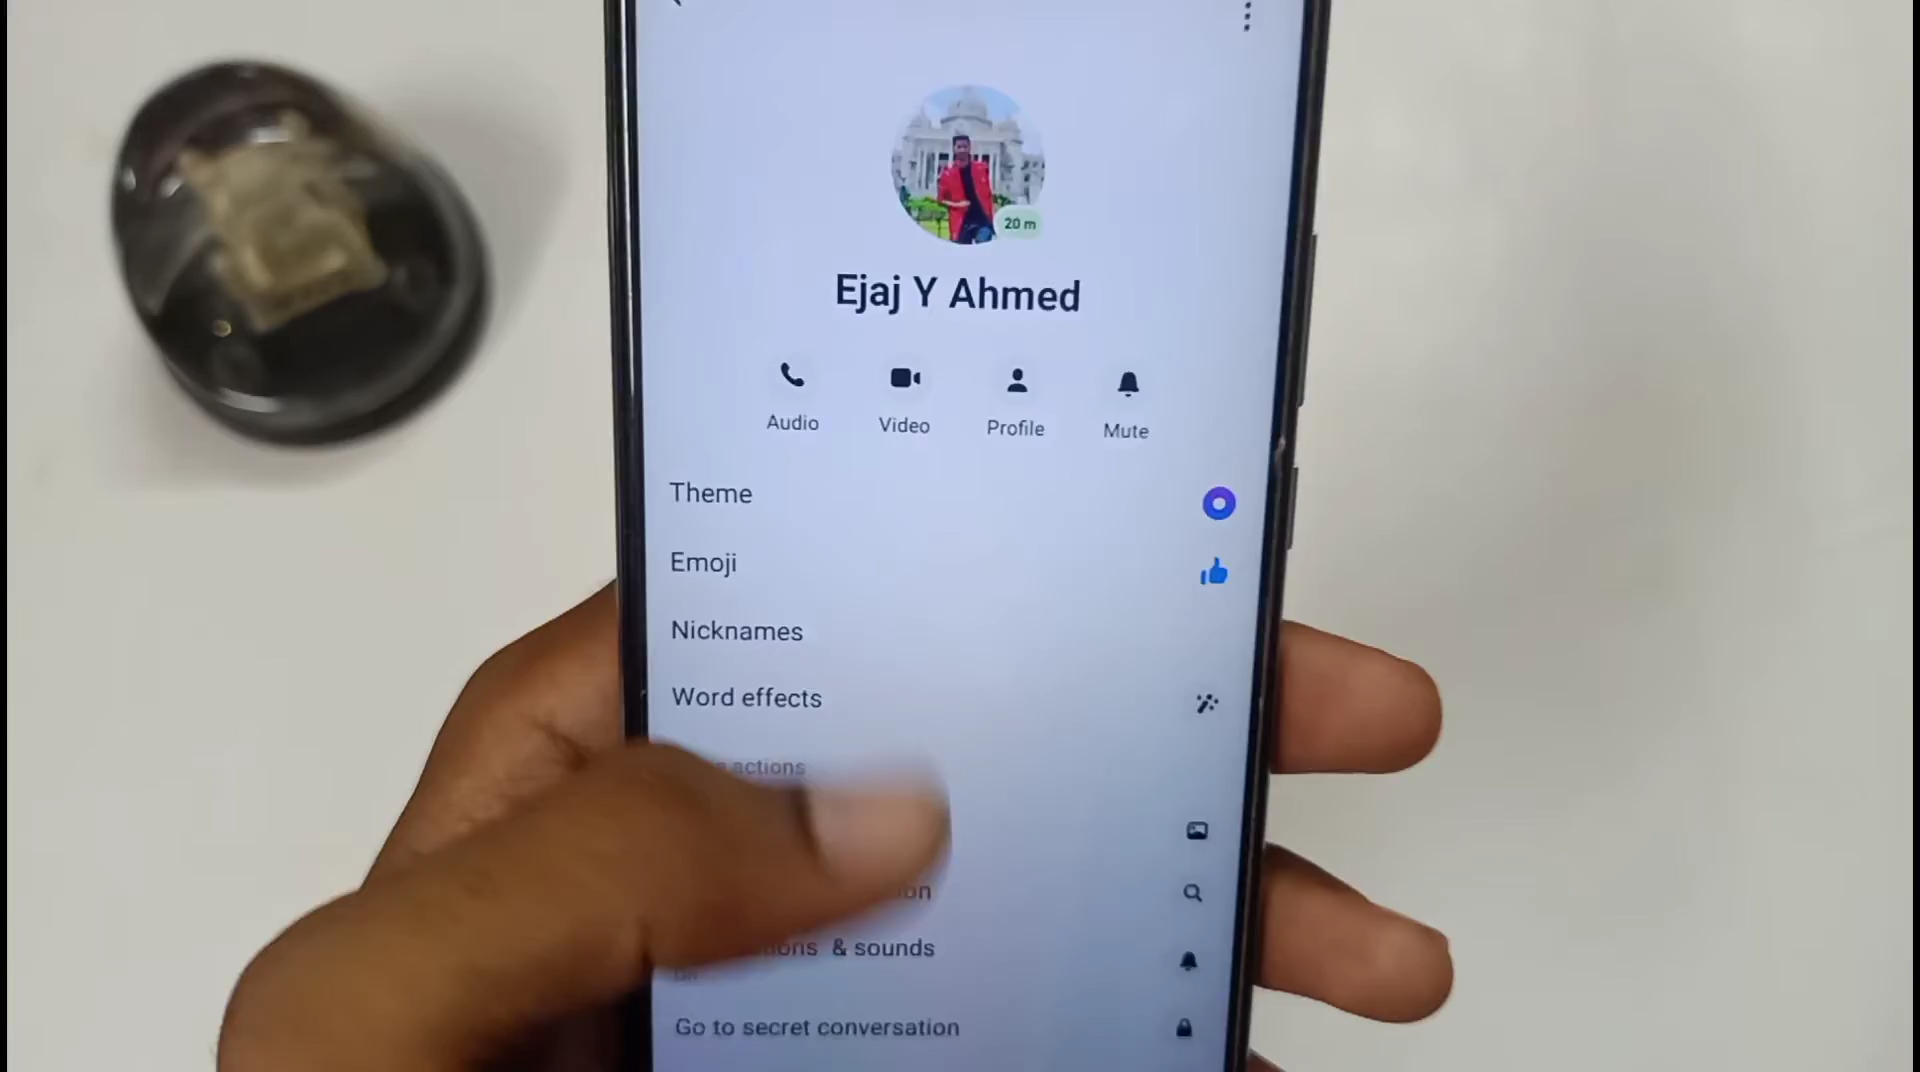 20 m
Ejaj Y Ahmed
Audio Video Profile Mute
Theme
Emoji
Nicknames
Word effects
actions
& sounds
Go to secret conversation